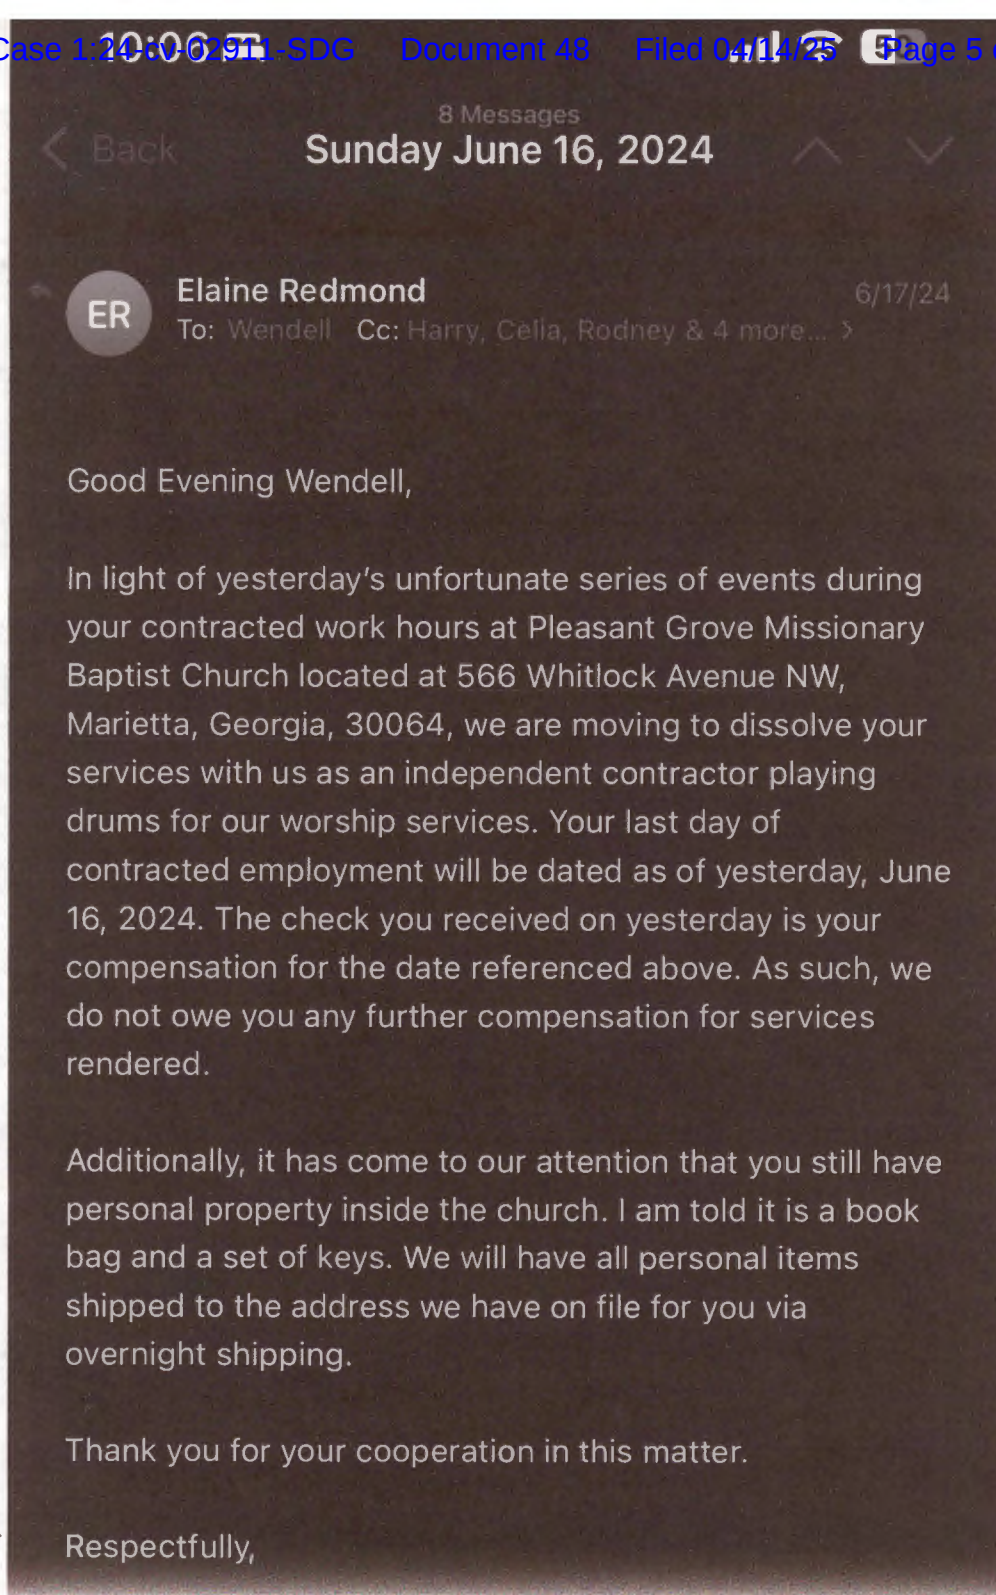 Case 1:24-cv-02911-SDG Document 48 Filed 04/14/25 Page 5
10:06
8 Messages
Back
Sunday June 16, 2024
ER
Elaine Redmond
6/17/24
To: Wendell Cc: Harry, Celia, Rodney & 4 more...
Good Evening Wendell,
In light of yesterday's unfortunate series of events during
your contracted work hours at Pleasant Grove Missionary
Baptist Church located at 566 Whitlock Avenue NW,
Marietta, Georgia, 30064, we are moving to dissolve your
services with us as an independent contractor playing
drums for our worship services. Your last day of
contracted employment will be dated as of yesterday, June
16, 2024. The check you received on yesterday is your
compensation for the date referenced above. As such, we
do not owe you any further compensation for services
rendered.
Additionally, it has come to our attention that you still have
personal property inside the church. I am told it is a book
bag and a set of keys. We will have all personal items
shipped to the address we have on file for you via
overnight shipping.
Thank you for your cooperation in this matter.
Respectfully,